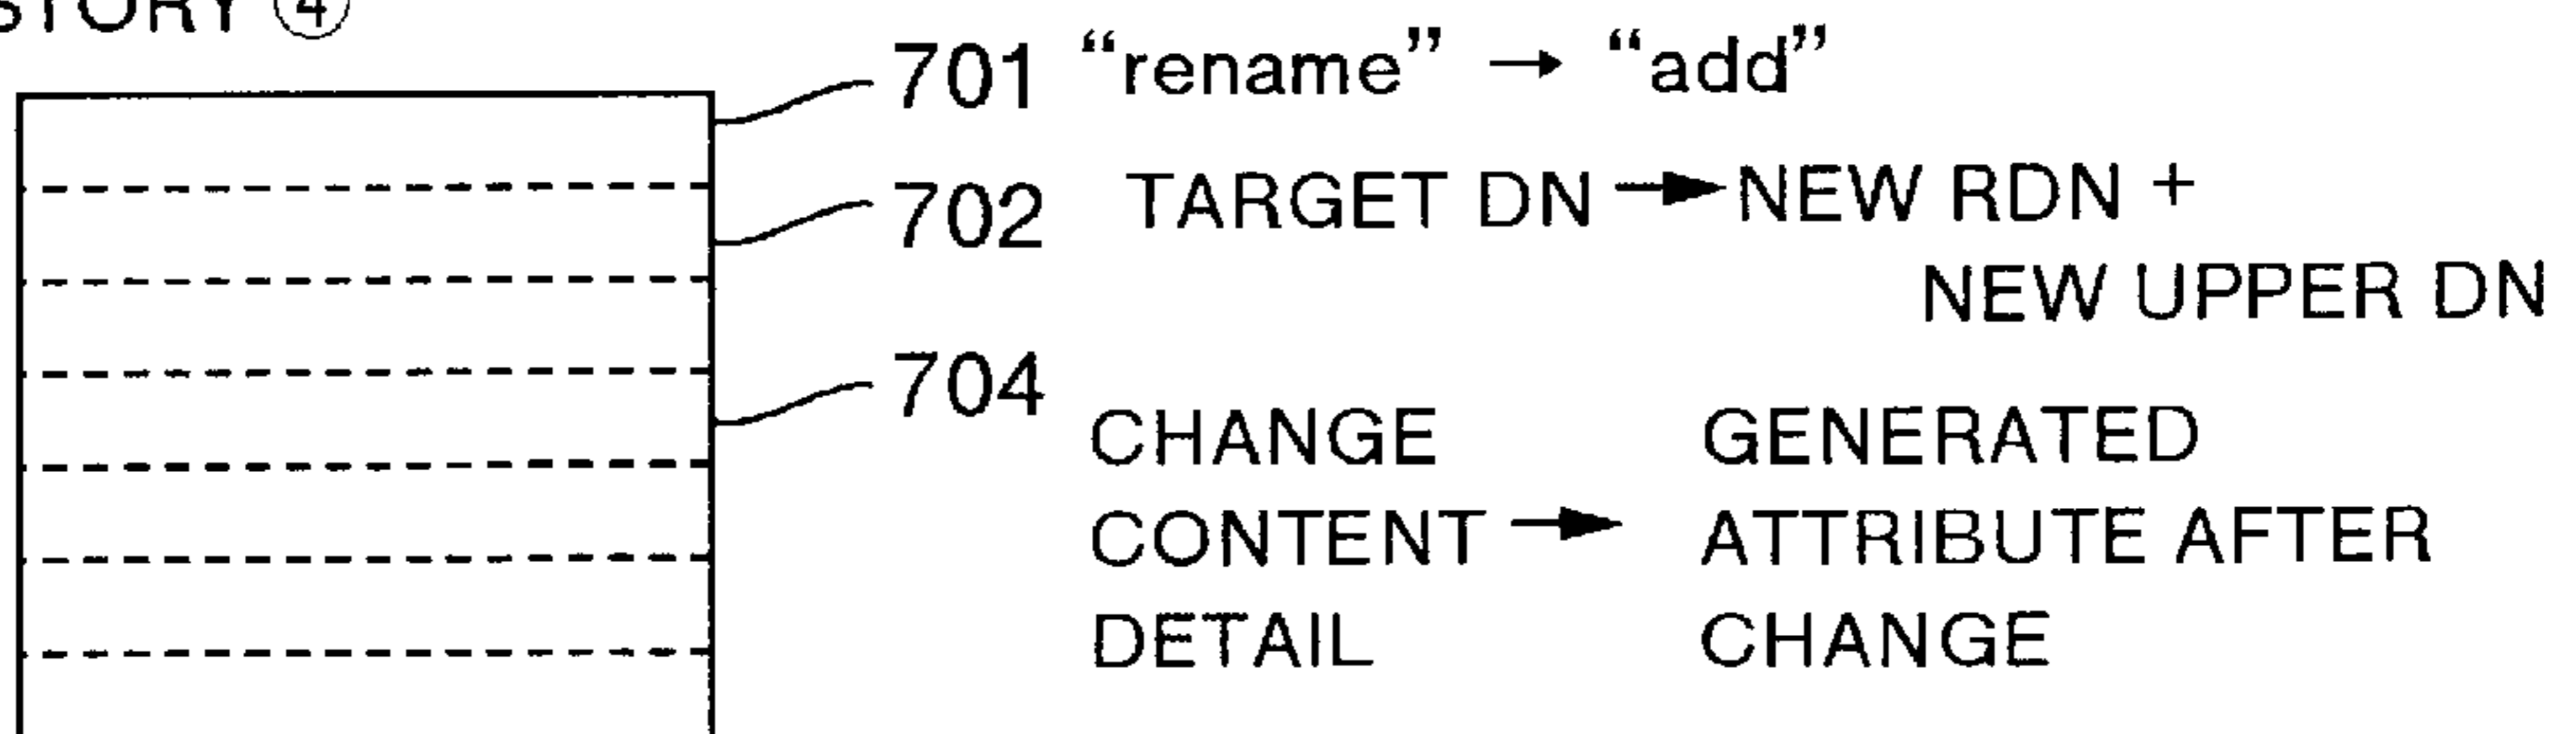 ④
701 “rename” → “add”
702 TARGET DN → NEW RDN +
NEW UPPER DN
704
CHANGE GENERATED
CONTENT → ATTRIBUTE AFTER
DETAIL CHANGE